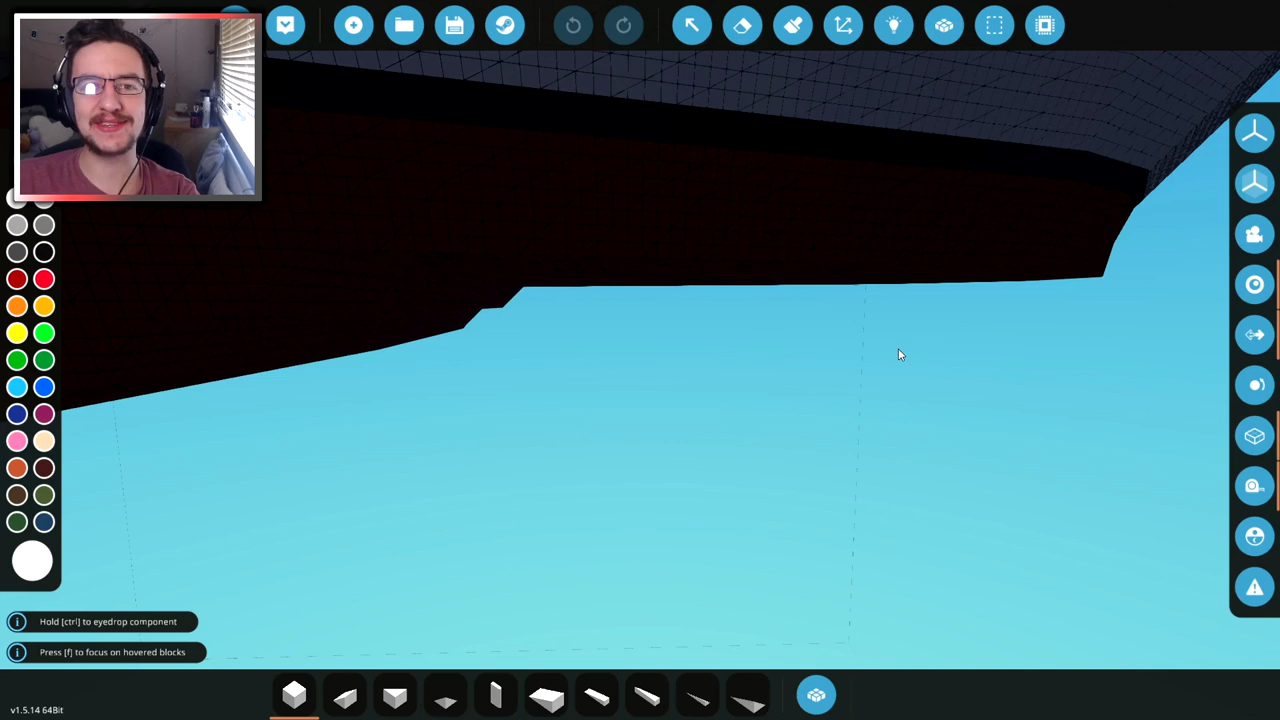 Hold [ctrl] to eyedrop component
Press [f] to focus on hovered blocks
v1.5.14 64Bit